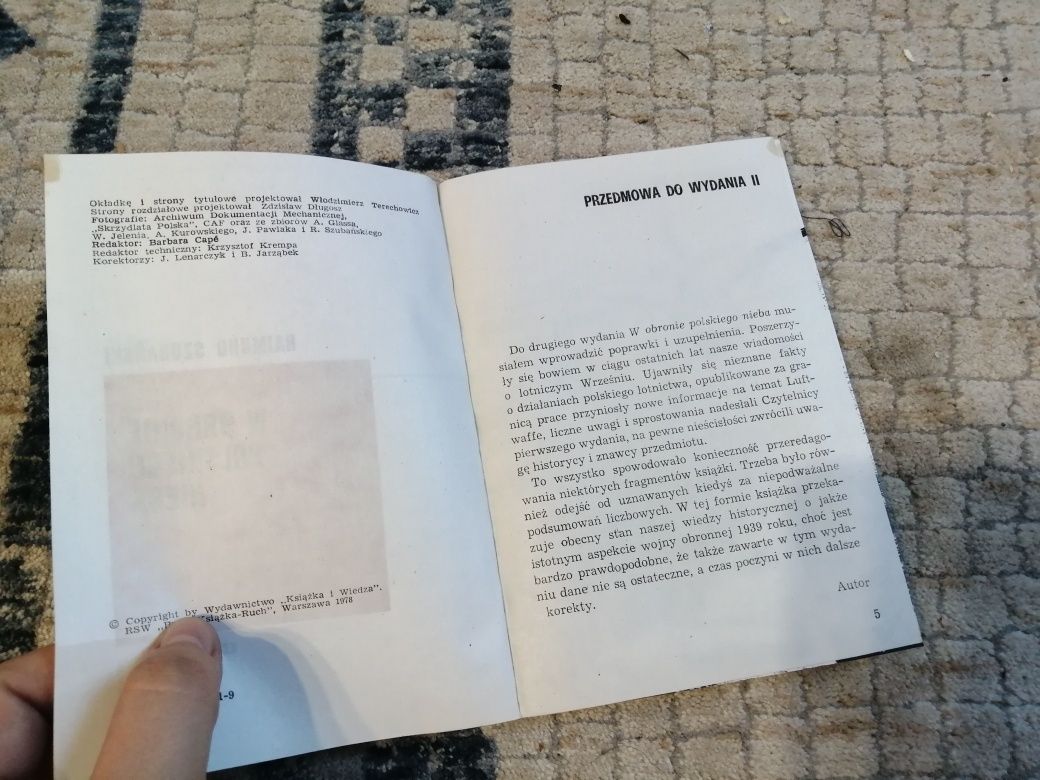 Okładkę i strony tytułowe projektował Włodzimierz Terechowicz
Strony rozdziałowe projektował Zdzisław Długosz
Fotografie: Archiwum Dokumentacji Mechanicznej,
„Skrzydlata Polska", CAF oraz ze zbiorów A. Glassa,
W. Jelenia, A. Kurowskiego, J. Pawlaka i R. Szubańskiego
Redaktor: Barbara Capé
Redaktor techniczny: Krzysztof Krempa
Korektorzy: J. Lenarczyk i B. Jarząbek
© Copyright by Wydawnictwo „Książka i Wiedza".
RSW „ Książka-Ruch", Warszawa 1978
1-9
PRZEDMOWA DO WYDANIA II
Do drugiego wydania W obronie polskiego nieba mu-
siałem wprowadzić poprawki i uzupełnienia. Poszerzy-
ły się bowiem w ciągu ostatnich lat nasze wiadomości
o lotniczym Wrześniu. Ujawniły się nieznane fakty
o działaniach polskiego lotnictwa, opublikowane za gra-
nicą prace przyniosły nowe informacje na temat Luft-
waffe, liczne uwagi i sprostowania nadesłali Czytelnicy
pierwszego wydania, na pewne nieścisłości zwrócili uwa-
gę historycy i znawcy przedmiotu.
To wszystko spowodowało konieczność przeredago-
wania niektórych fragmentów książki. Trzeba było rów-
nież odejść od uznawanych kiedyś za niepodważalne
podsumowań liczbowych. W tej formie książka przeka-
zuje obecny stan naszej wiedzy historycznej o jakże
istotnym aspekcie wojny obronnej 1939 roku, choć jest
bardzo prawdopodobne, że także zawarte w tym wyda-
niu dane nie są ostateczne, a czas poczyni w nich dalsze
korekty.
Autor
5